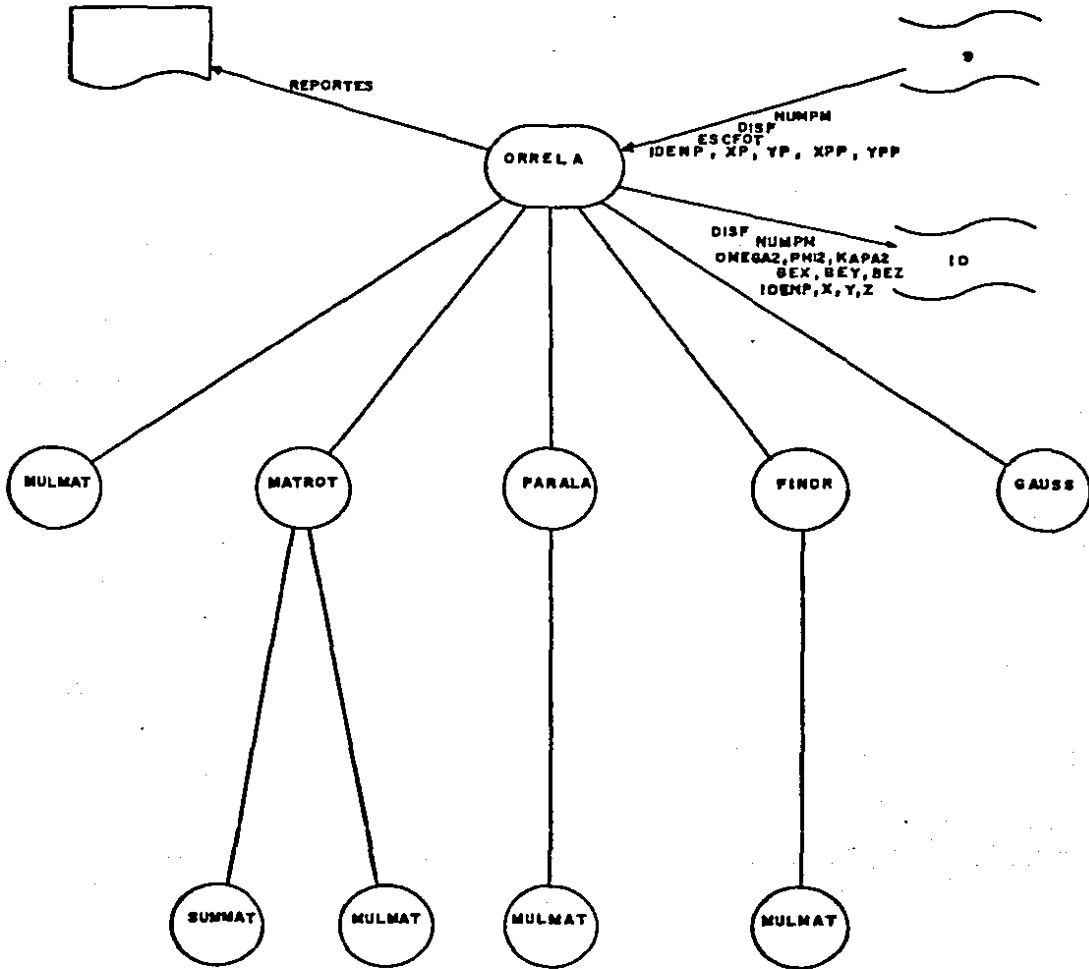 REPORTES
9
NUMPM
DISF
ESCFOT
IDENP, XP, YP, XPP, YPP
ORRELA
DISF
NUMPM
OMEGA2, PHI2, KAPA2
BEX, BEY, BEZ
IDENP, X, Y, Z
10
MULMAT
MATROT
PARALA
FINOR
GAUSS
SUMMAT
MULMAT
MULMAT
MULMAT